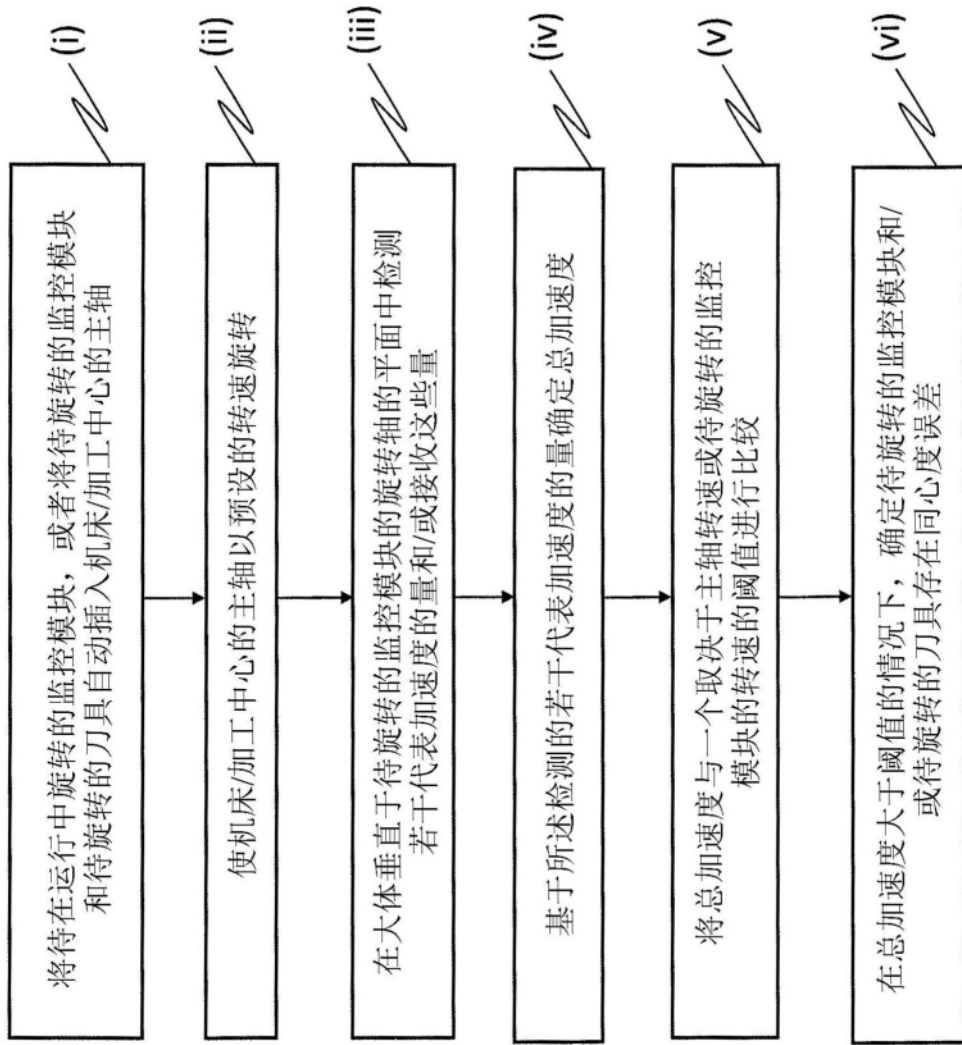 将待在运行中旋转的监控模块，或者将待旋转的监控模块
和待旋转的刀具自动插入机床/加工中心的主轴
(i)
使机床/加工中心的主轴以预设的转速旋转
(ii)
在大体垂直于待旋转的监控模块的旋转轴的平面中检测
若干代表加速度的量和/或接收这些量
(iii)
基于所述检测的若干代表加速度的量确定总加速度
(iv)
将总加速度与一个取决于主轴转速或待旋转的监控
模块的转速的阈值进行比较
(v)
在总加速度大于阈值的情况下，确定待旋转的监控模块和/
或待旋转的刀具存在同心度误差
(vi)